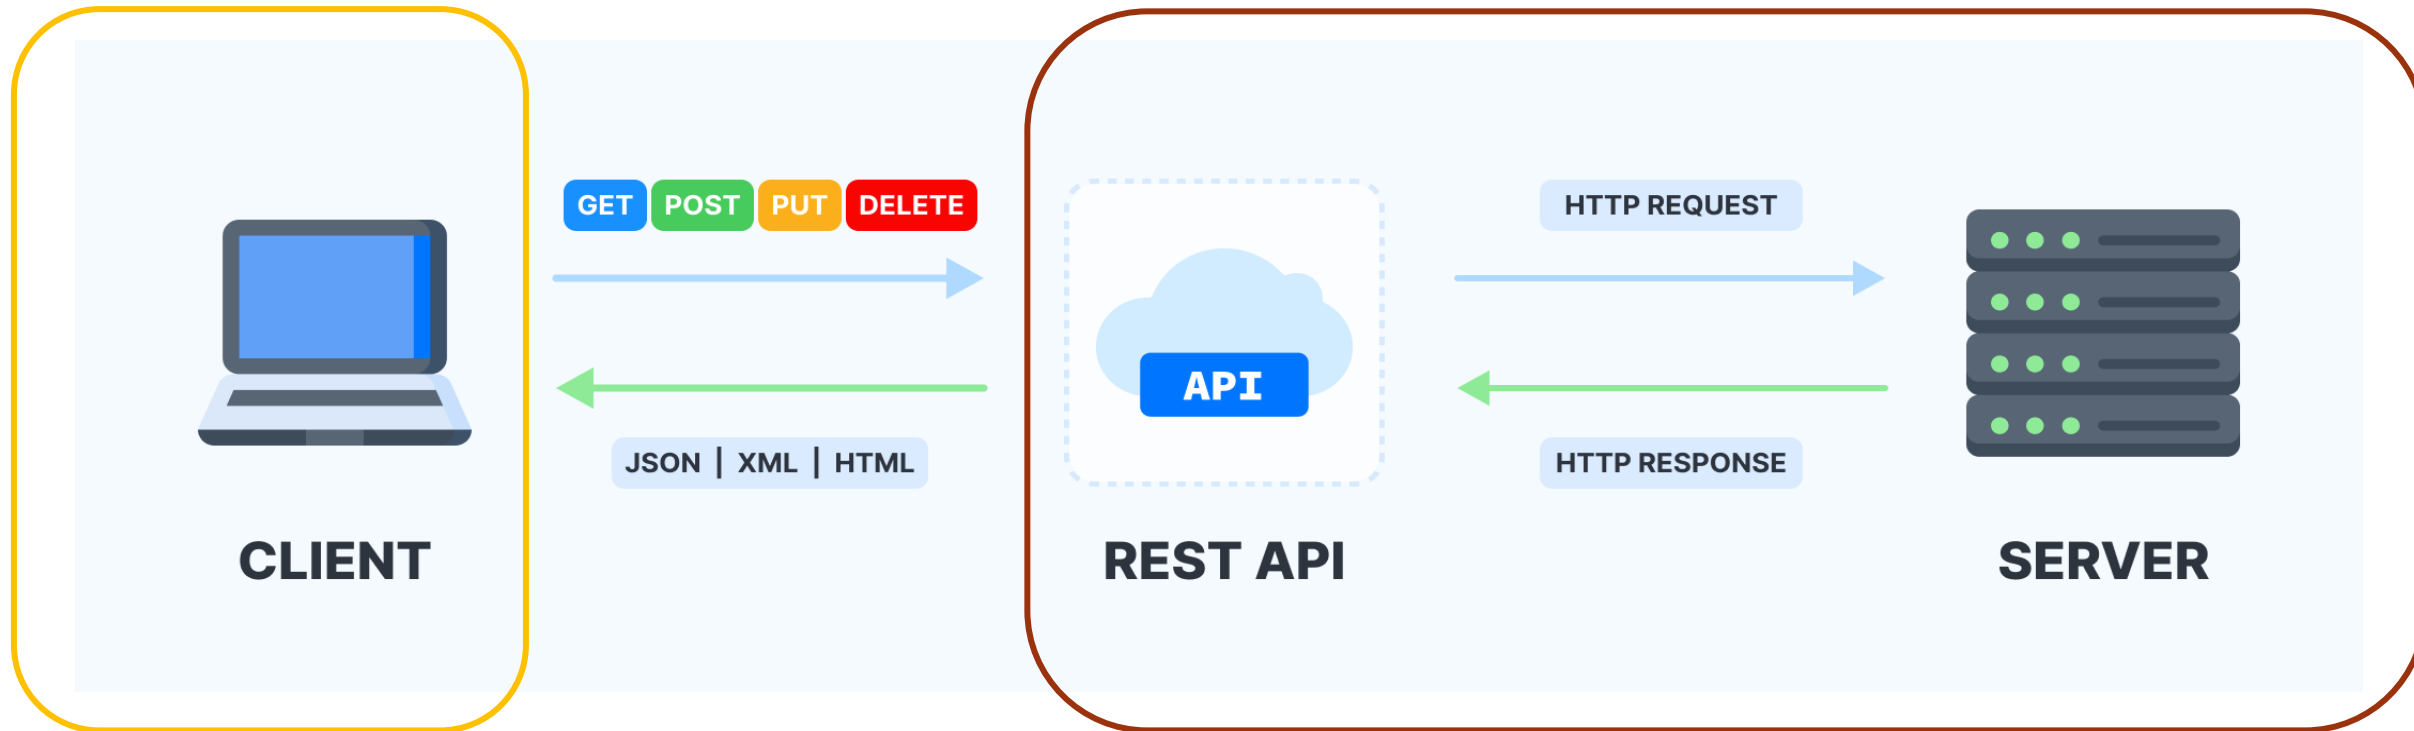 GET POST PUT DELETE
HTTP REQUEST
API
JSON | XML | HTML
HTTP RESPONSE
CLIENT
REST API
SERVER